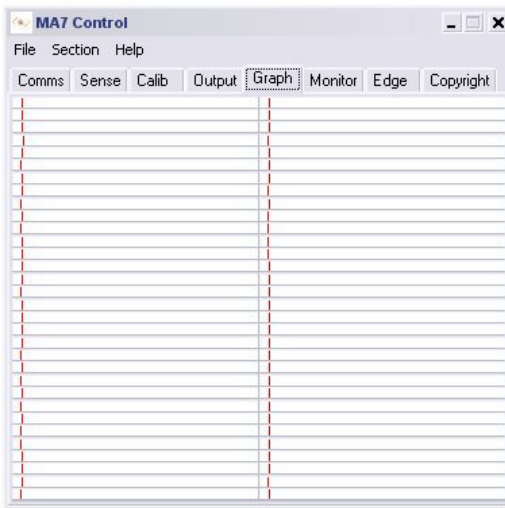 MA7 Control
File Section Help
Comms Sense Calib Output Graph Monitor Edge Copyright